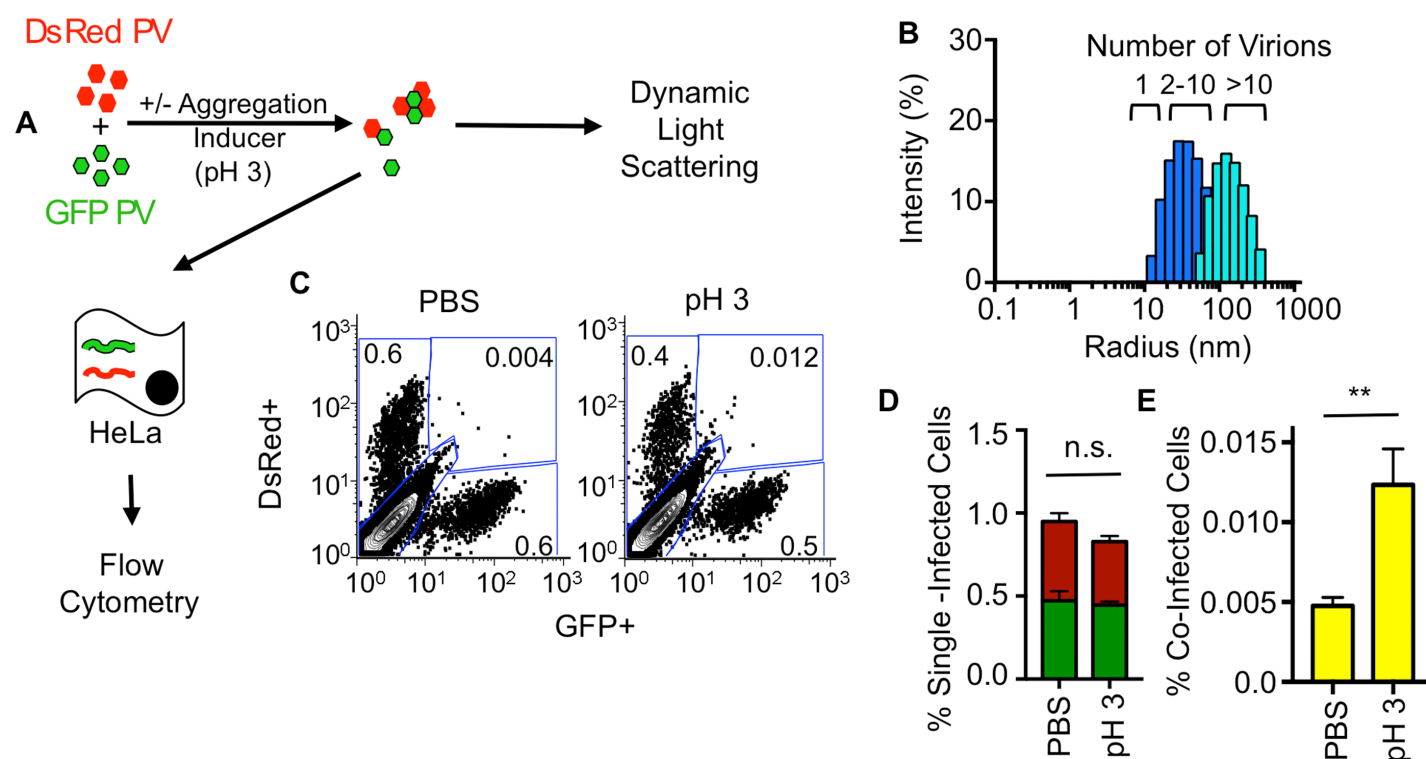 A
DsRed PV
+
GFP PV
+/- Aggregation
Inducer
(pH 3)
Dynamic
Light
Scattering
HeLa
Flow
Cytometry
B
Number of Virions
1 2-10 >10
Intensity (%)
30
20
10
0
0.1 1 10 100 1000
Radius (nm)
C
PBS
pH 3
DsRed+
10³
10²
10¹
10⁰
0.6 0.004
0.6
10⁰ 10¹ 10² 10³
10³
10²
10¹
10⁰
0.4 0.012
0.5
10⁰ 10¹ 10² 10³
GFP+
D
% Single -Infected Cells
1.5
1.0
0.5
0.0
n.s.
PBS
pH 3
E
% Co-Infected Cells
0.015
0.010
0.005
0.0
**
PBS
pH 3